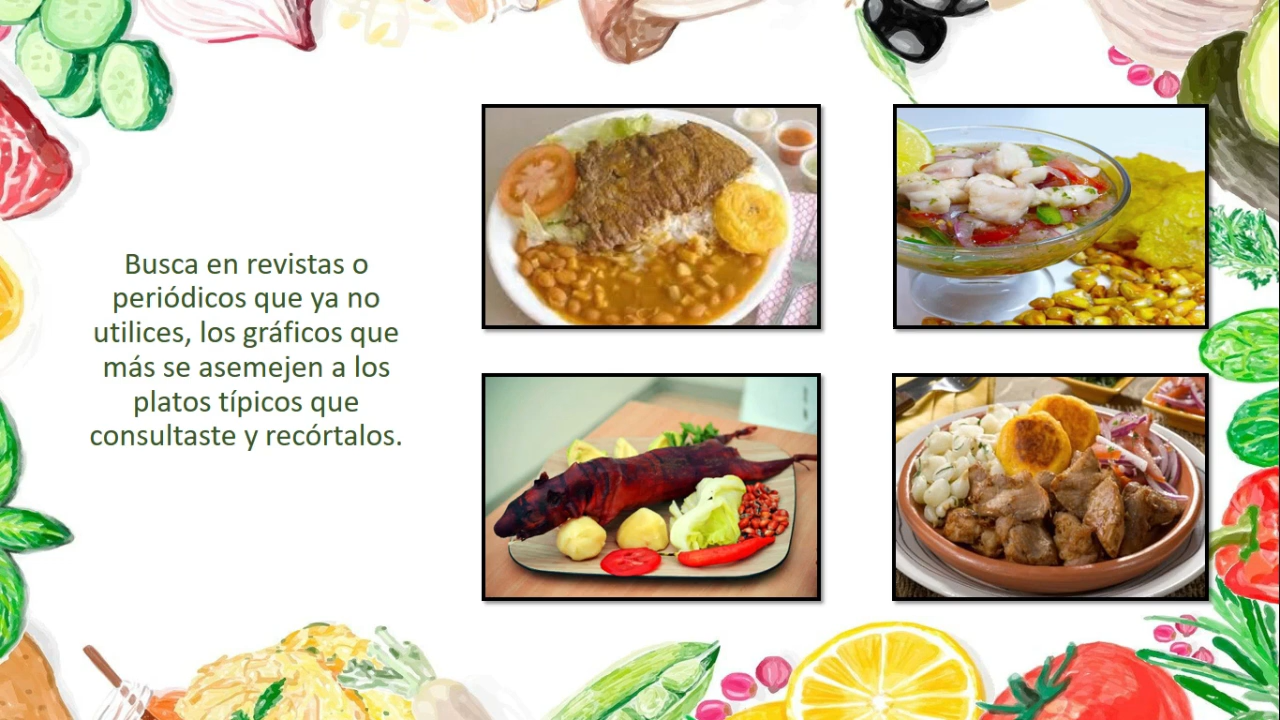 Busca en revistas o
periódicos que ya no
utilices, los gráficos que
más se asemejen a los
platos típicos que
consultaste y recórtalos.